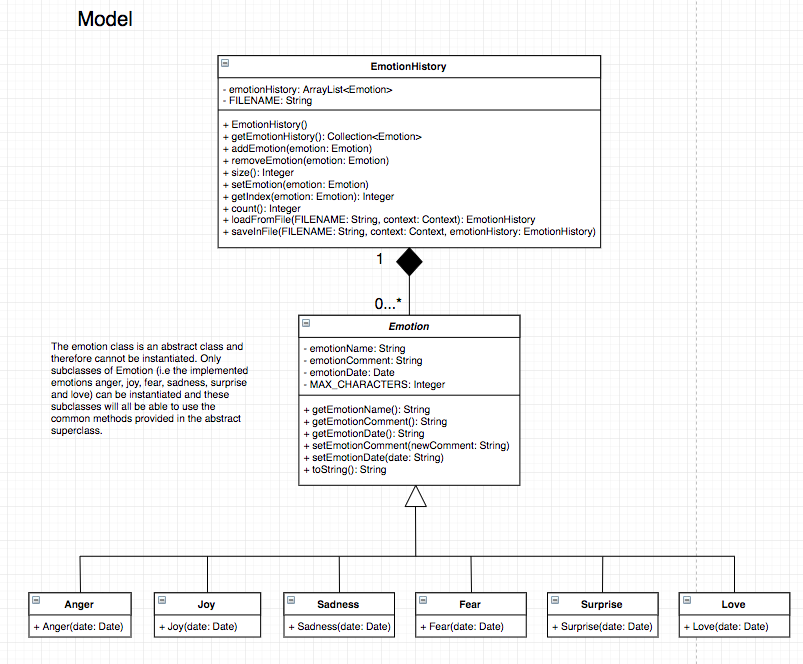 Model
EmotionHistory
- emotionHistory: ArrayList<Emotion>
- FILENAME: String
+ EmotionHistory()
+ getEmotionHistory(): Collection<Emotion>
+ addEmotion(emotion: Emotion)
+ removeEmotion(emotion: Emotion)
+ size(): Integer
+ setEmotion(emotion: Emotion)
+ getIndex(emotion: Emotion): Integer
+ count(): Integer
+ loadFromFile(FILENAME: String, context: Context): EmotionHistory
+ saveInFile(FILENAME: String, context: Context, emotionHistory: EmotionHistory)
1
0...*
Emotion
- emotionName: String
- emotionComment: String
- emotionDate: Date
- MAX_CHARACTERS: Integer
+ getEmotionName(): String
+ getEmotionComment(): String
+ getEmotionDate(): String
+ setEmotionComment(newComment: String)
+ setEmotionDate(date: String)
+ toString(): String
The emotion class is an abstract class and
therefore cannot be instantiated. Only
subclasses of Emotion (i.e the implemented
emotions anger, joy, fear, sadness, surprise
and love) can be instantiated and these
subclasses will all be able to use the
common methods provided in the abstract
superclass.
Anger
+ Anger(date: Date)
Joy
+ Joy(date: Date)
Sadness
+ Sadness(date: Date)
Fear
+ Fear(date: Date)
Surprise
+ Surprise(date: Date)
Love
+ Love(date: Date)